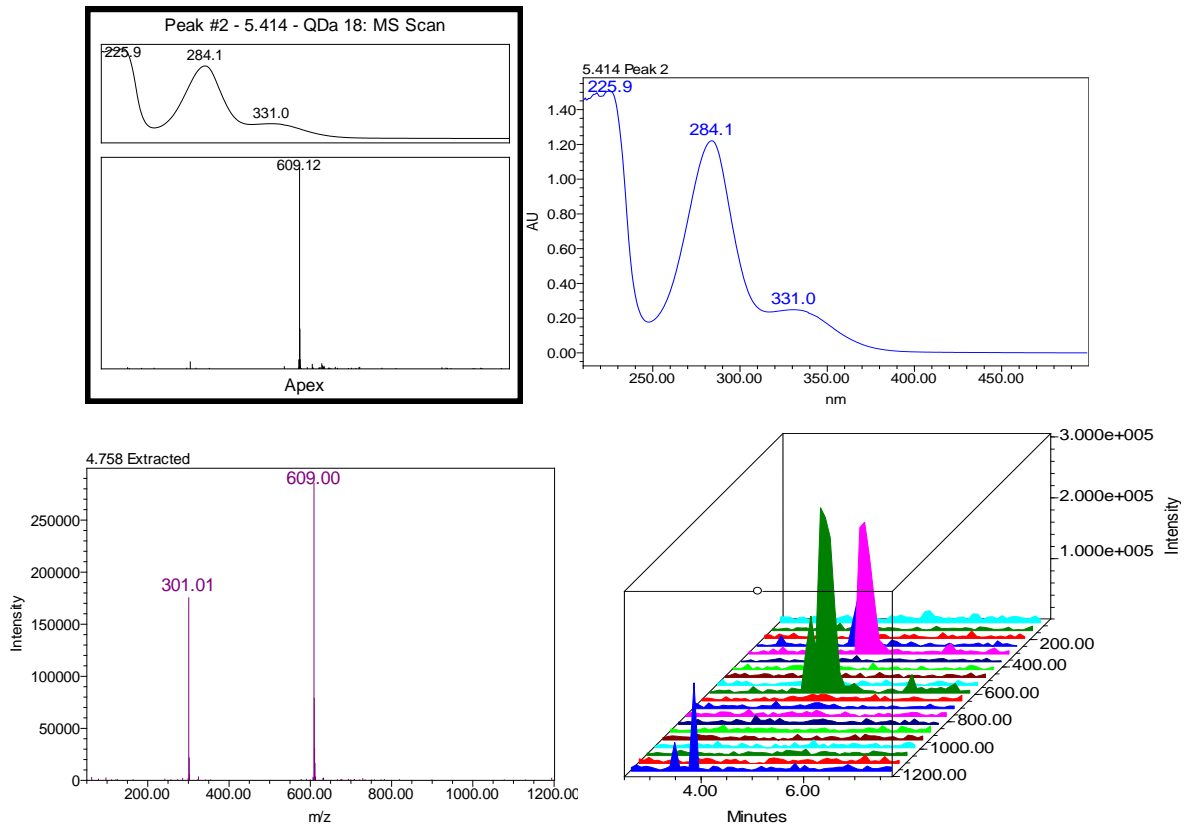 Peak #2 - 5.414 - QDa 18: MS Scan
225.9
284.1
331.0
609.12
Apex
5.414 Peak 2
225.9
284.1
331.0
AU
1.40
1.20
1.00
0.80
0.60
0.40
0.20
0.00
250.00 300.00 350.00 400.00 450.00
nm
4.758 Extracted
609.00
301.01
Intensity
250000
200000
150000
100000
50000
0
200.00 400.00 600.00 800.00 1000.00 1200.00
m/z
3.000e+005
2.000e+005
1.000e+005
Intensity
200.00
400.00
600.00
800.00
1000.00
1200.00
4.00 6.00
Minutes